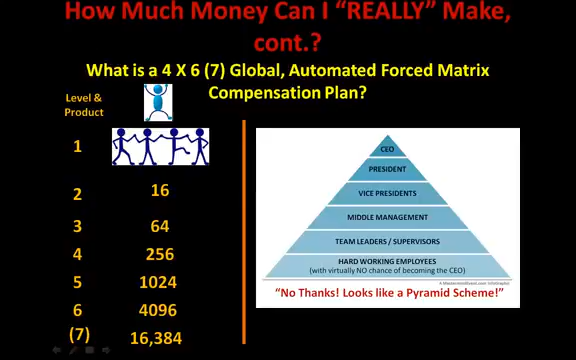 How Much Money Can I “REALLY” Make,
cont.?
What is a 4 X 6 (7) Global, Automated Forced Matrix
Compensation Plan?
Level &
Product
1
2 16
3 64
4 256
5 1024
6 4096
(7) 16,384
CEO
PRESIDENT
VICE PRESIDENTS
MIDDLE MANAGEMENT
TEAM LEADERS / SUPERVISORS
HARD WORKING EMPLOYEES
(with virtually NO chance of becoming the CEO)
“No Thanks! Looks like a Pyramid Scheme!”